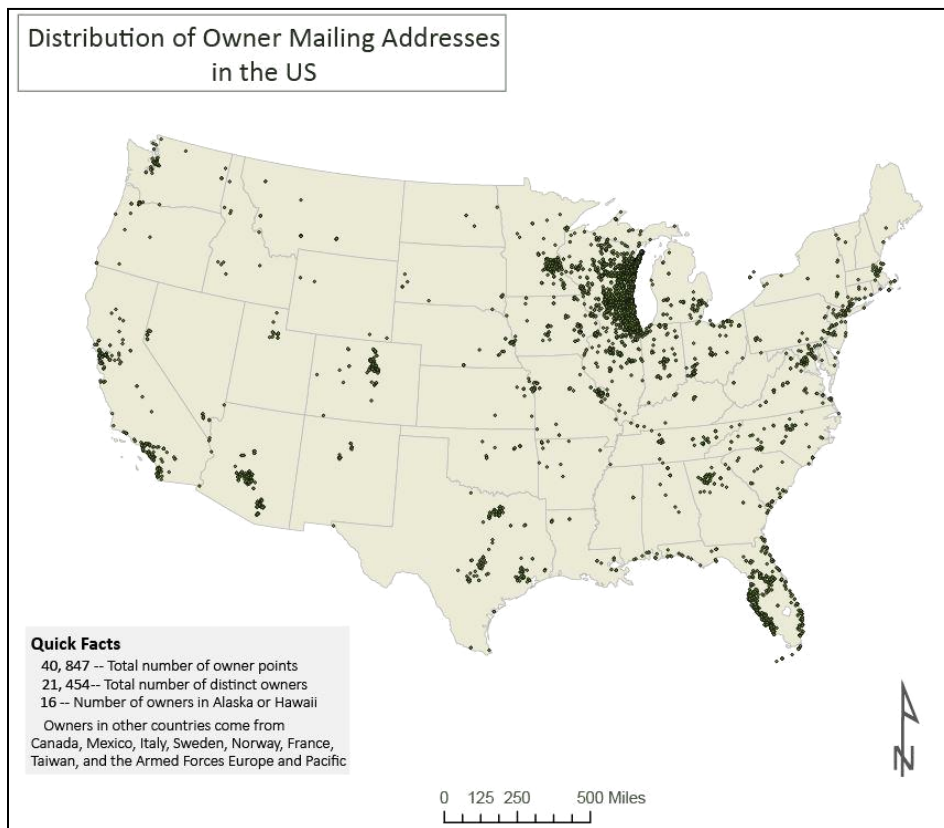 Distribution of Owner Mailing Addresses
in the US
Quick Facts
40, 847 -- Total number of owner points
21, 454-- Total number of distinct owners
16 -- Number of owners in Alaska or Hawaii
Owners in other countries come from
Canada, Mexico, Italy, Sweden, Norway, France,
Taiwan, and the Armed Forces Europe and Pacific
0 125 250 500 Miles
N